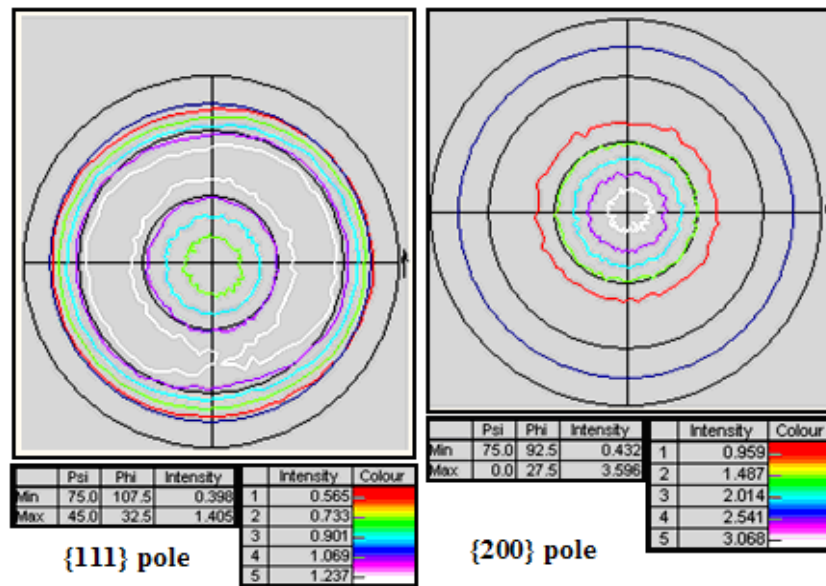 Psi Phi Intensity
Min 75.0 107.5 0.398
Max 45.0 32.5 1.405
Intensity Colour
1 0.565
2 0.733
3 0.901
4 1.069
5 1.237
{111} pole
Psi Phi Intensity
Min 75.0 92.5 0.432
Max 0.0 27.5 3.596
Intensity Colour
1 0.959
2 1.487
3 2.014
4 2.541
5 3.068
{200} pole